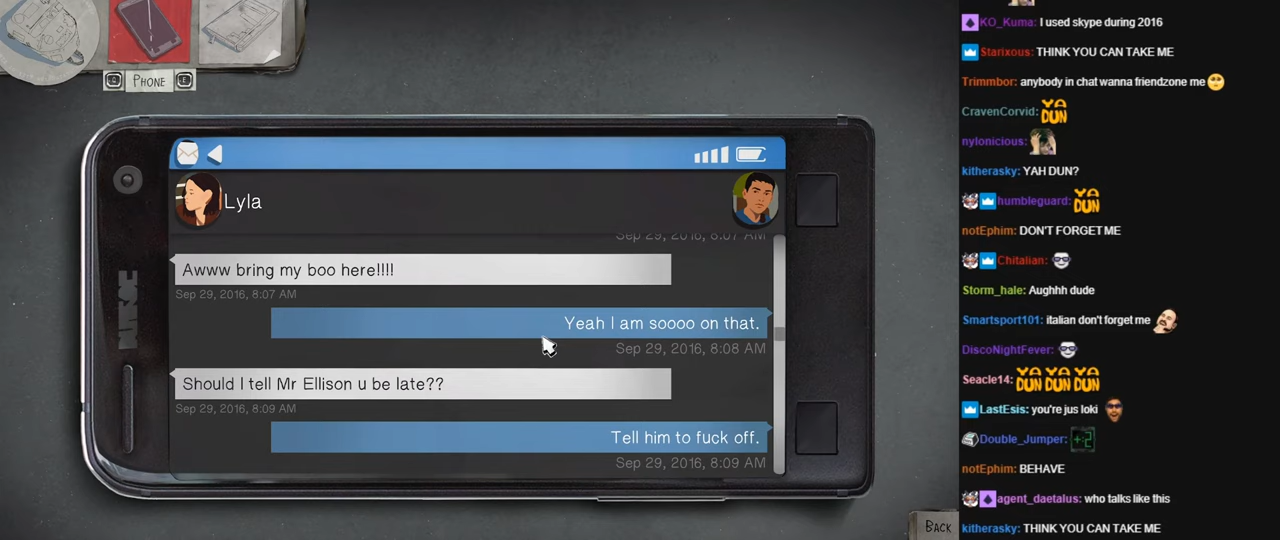 Q PHONE E
Lyla
Sep 29, 2016, 8:07 AM
Awww bring my boo here!!!!
Sep 29, 2016, 8:07 AM
Yeah I am soooo on that.
Sep 29, 2016, 8:08 AM
Should I tell Mr Ellison u be late??
Sep 29, 2016, 8:09 AM
Tell him to fuck off.
Sep 29, 2016, 8:09 AM
BACK
KO_Kuma: I used skype during 2016
Starixous: THINK YOU CAN TAKE ME
Trimmbor: anybody in chat wanna friendzone me
CravenCorvid: YA DUN
nylonicious:
kitherasky: YAH DUN?
humbleguard: YA DUN
notEphim: DON'T FORGET ME
Chitalian:
Storm_hale: Aughhh dude
Smartsport101: italian don't forget me
DiscoNightFever:
Seacle14: YA DUN YA DUN YA DUN
LastEsis: you're jus loki
Double_Jumper: +2
notEphim: BEHAVE
agent_daetalus: who talks like this
kitherasky: THINK YOU CAN TAKE ME